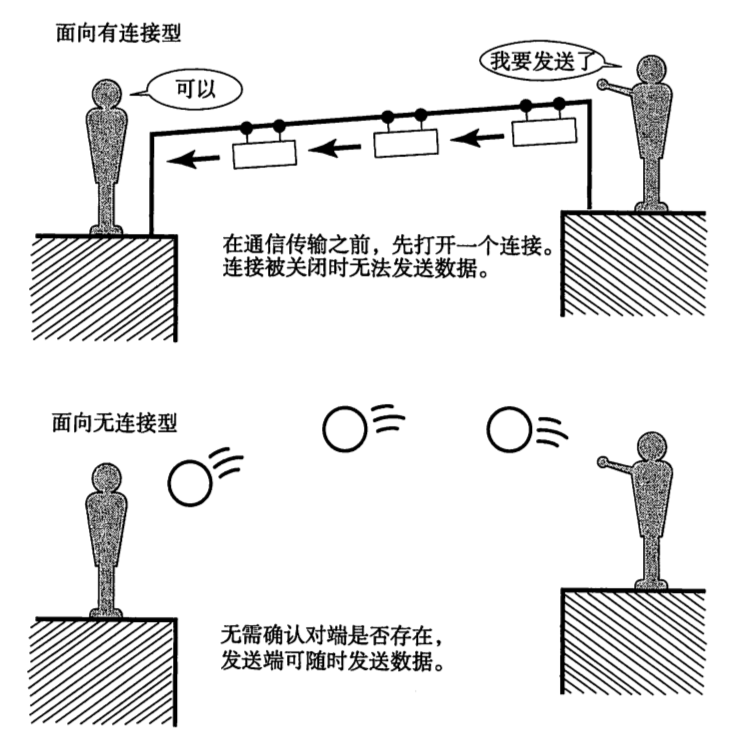 面向有连接型
我要发送了
可以
在通信传输之前，先打开一个连接。
连接被关闭时无法发送数据。
面向无连接型
无需确认对端是否存在，
发送端可随时发送数据。